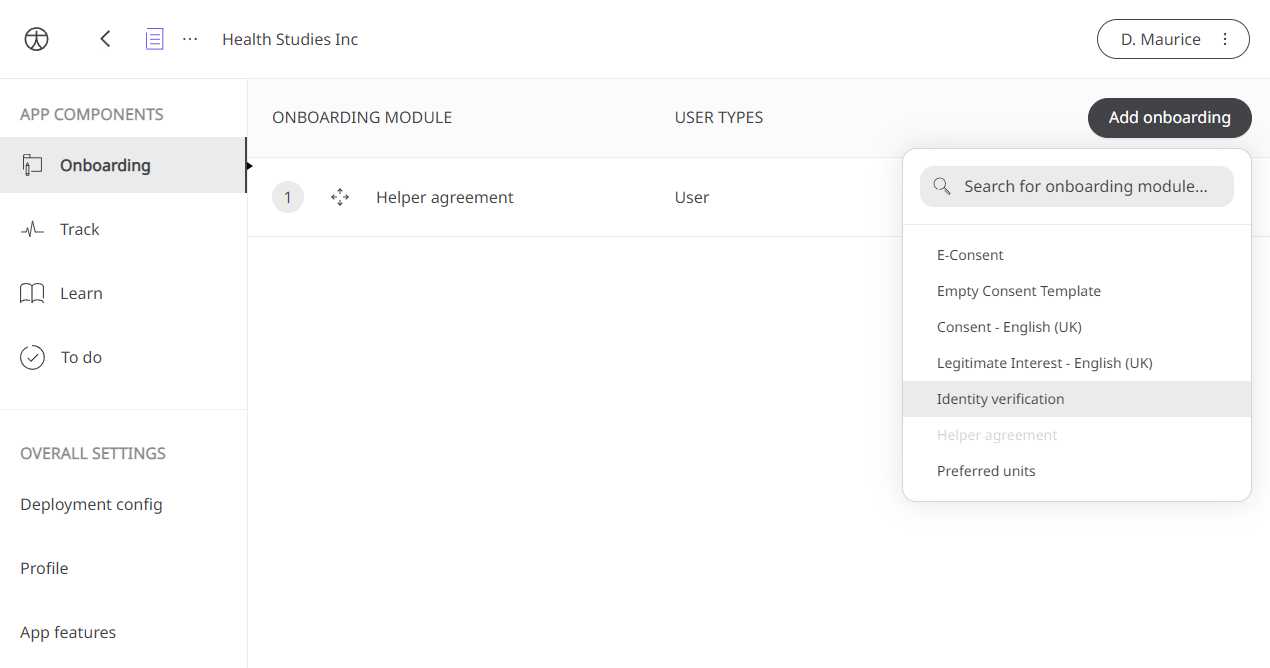 Health Studies Inc
D. Maurice
APP COMPONENTS
Onboarding
Track
Learn
To do
OVERALL SETTINGS
Deployment config
Profile
App features
ONBOARDING MODULE
USER TYPES
Add onboarding
1
Helper agreement
User
Search for onboarding module...
E-Consent
Empty Consent Template
Consent - English (UK)
Legitimate Interest - English (UK)
Identity verification
Helper agreement
Preferred units